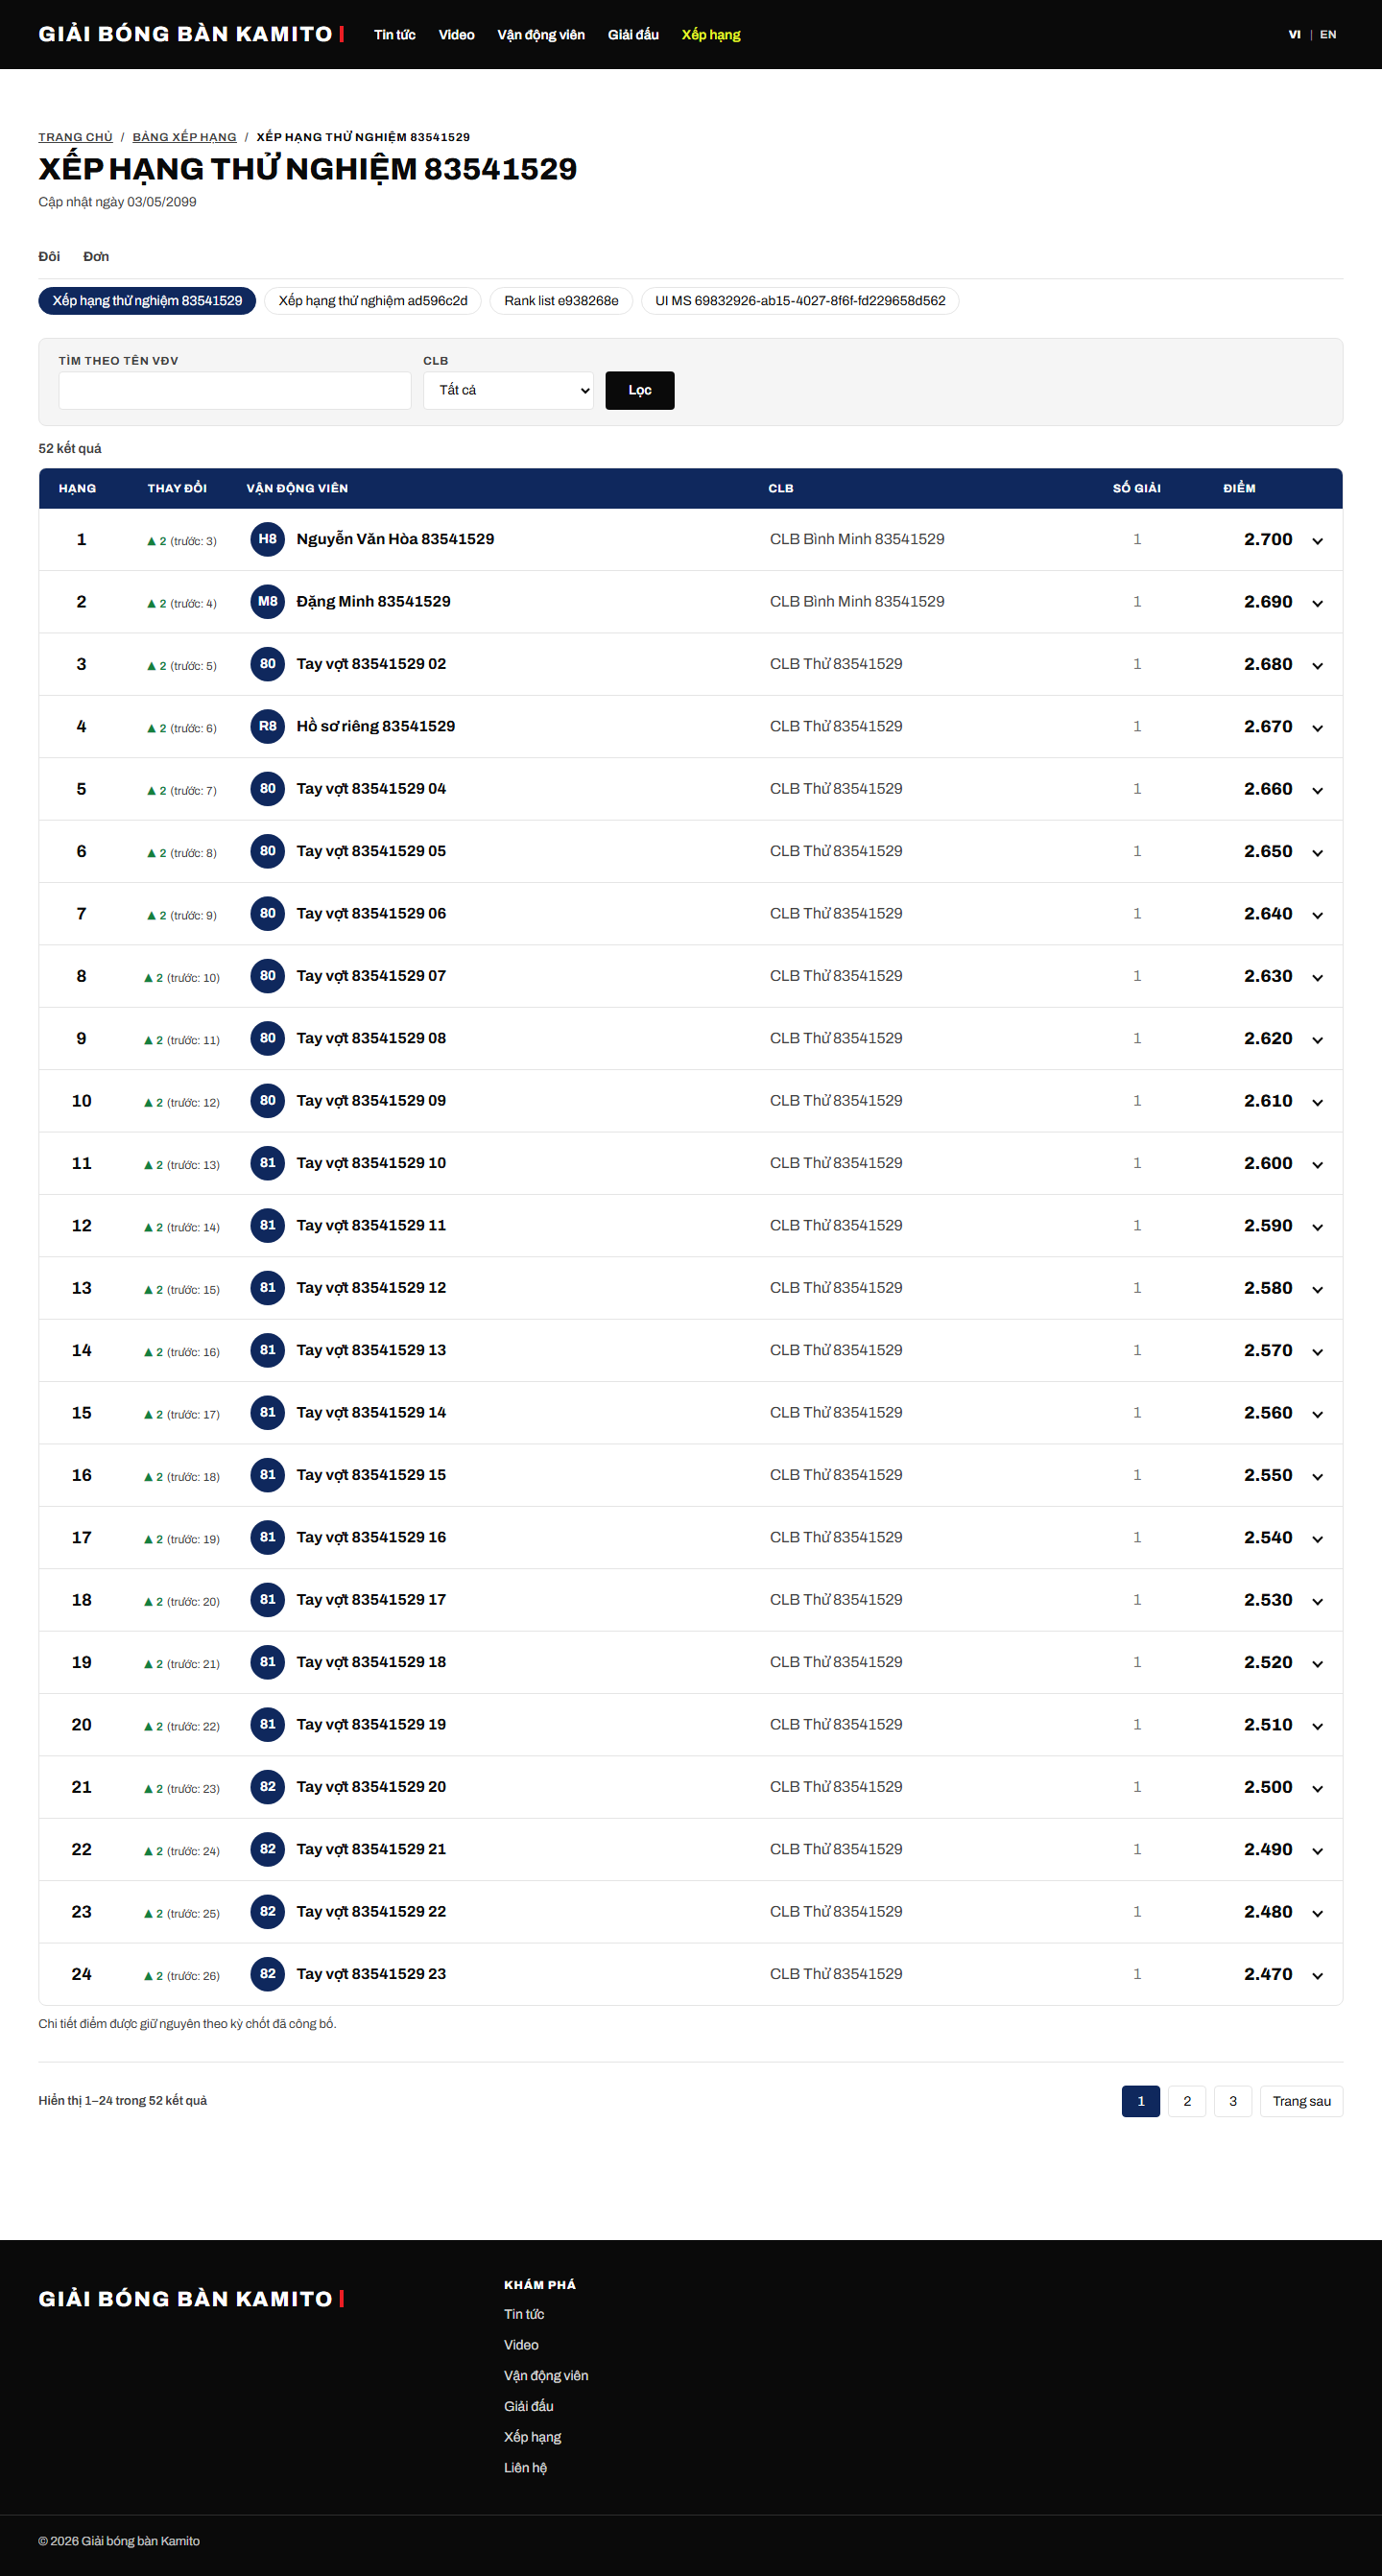 GIẢI BÓNG BÀN KAMITO
Tin tức Video Vận động viên Giải đấu Xếp hạng
VI | EN
TRANG CHỦ / BẢNG XẾP HẠNG / XẾP HẠNG THỬ NGHIỆM 83541529
XẾP HẠNG THỬ NGHIỆM 83541529
Cập nhật ngày 03/05/2099
Đôi Đơn
Xếp hạng thử nghiệm 83541529 Xếp hạng thử nghiệm ad596c2d Rank list e938268e UI MS 69832926-ab15-4027-8f6f-fd229658d562
TÌM THEO TÊN VĐV CLB
Tất cả Lọc
52 kết quả
HẠNG THAY ĐỔI VẬN ĐỘNG VIÊN CLB SỐ GIẢI ĐIỂM
1 ▲ 2 (trước: 3) H8 Nguyễn Văn Hòa 83541529 CLB Bình Minh 83541529 1 2.700
2 ▲ 2 (trước: 4) M8 Đặng Minh 83541529 CLB Bình Minh 83541529 1 2.690
3 ▲ 2 (trước: 5) 80 Tay vợt 83541529 02 CLB Thử 83541529 1 2.680
4 ▲ 2 (trước: 6) R8 Hồ sơ riêng 83541529 CLB Thử 83541529 1 2.670
5 ▲ 2 (trước: 7) 80 Tay vợt 83541529 04 CLB Thử 83541529 1 2.660
6 ▲ 2 (trước: 8) 80 Tay vợt 83541529 05 CLB Thử 83541529 1 2.650
7 ▲ 2 (trước: 9) 80 Tay vợt 83541529 06 CLB Thử 83541529 1 2.640
8 ▲ 2 (trước: 10) 80 Tay vợt 83541529 07 CLB Thử 83541529 1 2.630
9 ▲ 2 (trước: 11) 80 Tay vợt 83541529 08 CLB Thử 83541529 1 2.620
10 ▲ 2 (trước: 12) 80 Tay vợt 83541529 09 CLB Thử 83541529 1 2.610
11 ▲ 2 (trước: 13) 81 Tay vợt 83541529 10 CLB Thử 83541529 1 2.600
12 ▲ 2 (trước: 14) 81 Tay vợt 83541529 11 CLB Thử 83541529 1 2.590
13 ▲ 2 (trước: 15) 81 Tay vợt 83541529 12 CLB Thử 83541529 1 2.580
14 ▲ 2 (trước: 16) 81 Tay vợt 83541529 13 CLB Thử 83541529 1 2.570
15 ▲ 2 (trước: 17) 81 Tay vợt 83541529 14 CLB Thử 83541529 1 2.560
16 ▲ 2 (trước: 18) 81 Tay vợt 83541529 15 CLB Thử 83541529 1 2.550
17 ▲ 2 (trước: 19) 81 Tay vợt 83541529 16 CLB Thử 83541529 1 2.540
18 ▲ 2 (trước: 20) 81 Tay vợt 83541529 17 CLB Thử 83541529 1 2.530
19 ▲ 2 (trước: 21) 81 Tay vợt 83541529 18 CLB Thử 83541529 1 2.520
20 ▲ 2 (trước: 22) 81 Tay vợt 83541529 19 CLB Thử 83541529 1 2.510
21 ▲ 2 (trước: 23) 82 Tay vợt 83541529 20 CLB Thử 83541529 1 2.500
22 ▲ 2 (trước: 24) 82 Tay vợt 83541529 21 CLB Thử 83541529 1 2.490
23 ▲ 2 (trước: 25) 82 Tay vợt 83541529 22 CLB Thử 83541529 1 2.480
24 ▲ 2 (trước: 26) 82 Tay vợt 83541529 23 CLB Thử 83541529 1 2.470
Chi tiết điểm được giữ nguyên theo kỳ chốt đã công bố.
Hiển thị 1–24 trong 52 kết quả 1 2 3 Trang sau
GIẢI BÓNG BÀN KAMITO
KHÁM PHÁ
Tin tức
Video
Vận động viên
Giải đấu
Xếp hạng
Liên hệ
© 2026 Giải bóng bàn Kamito